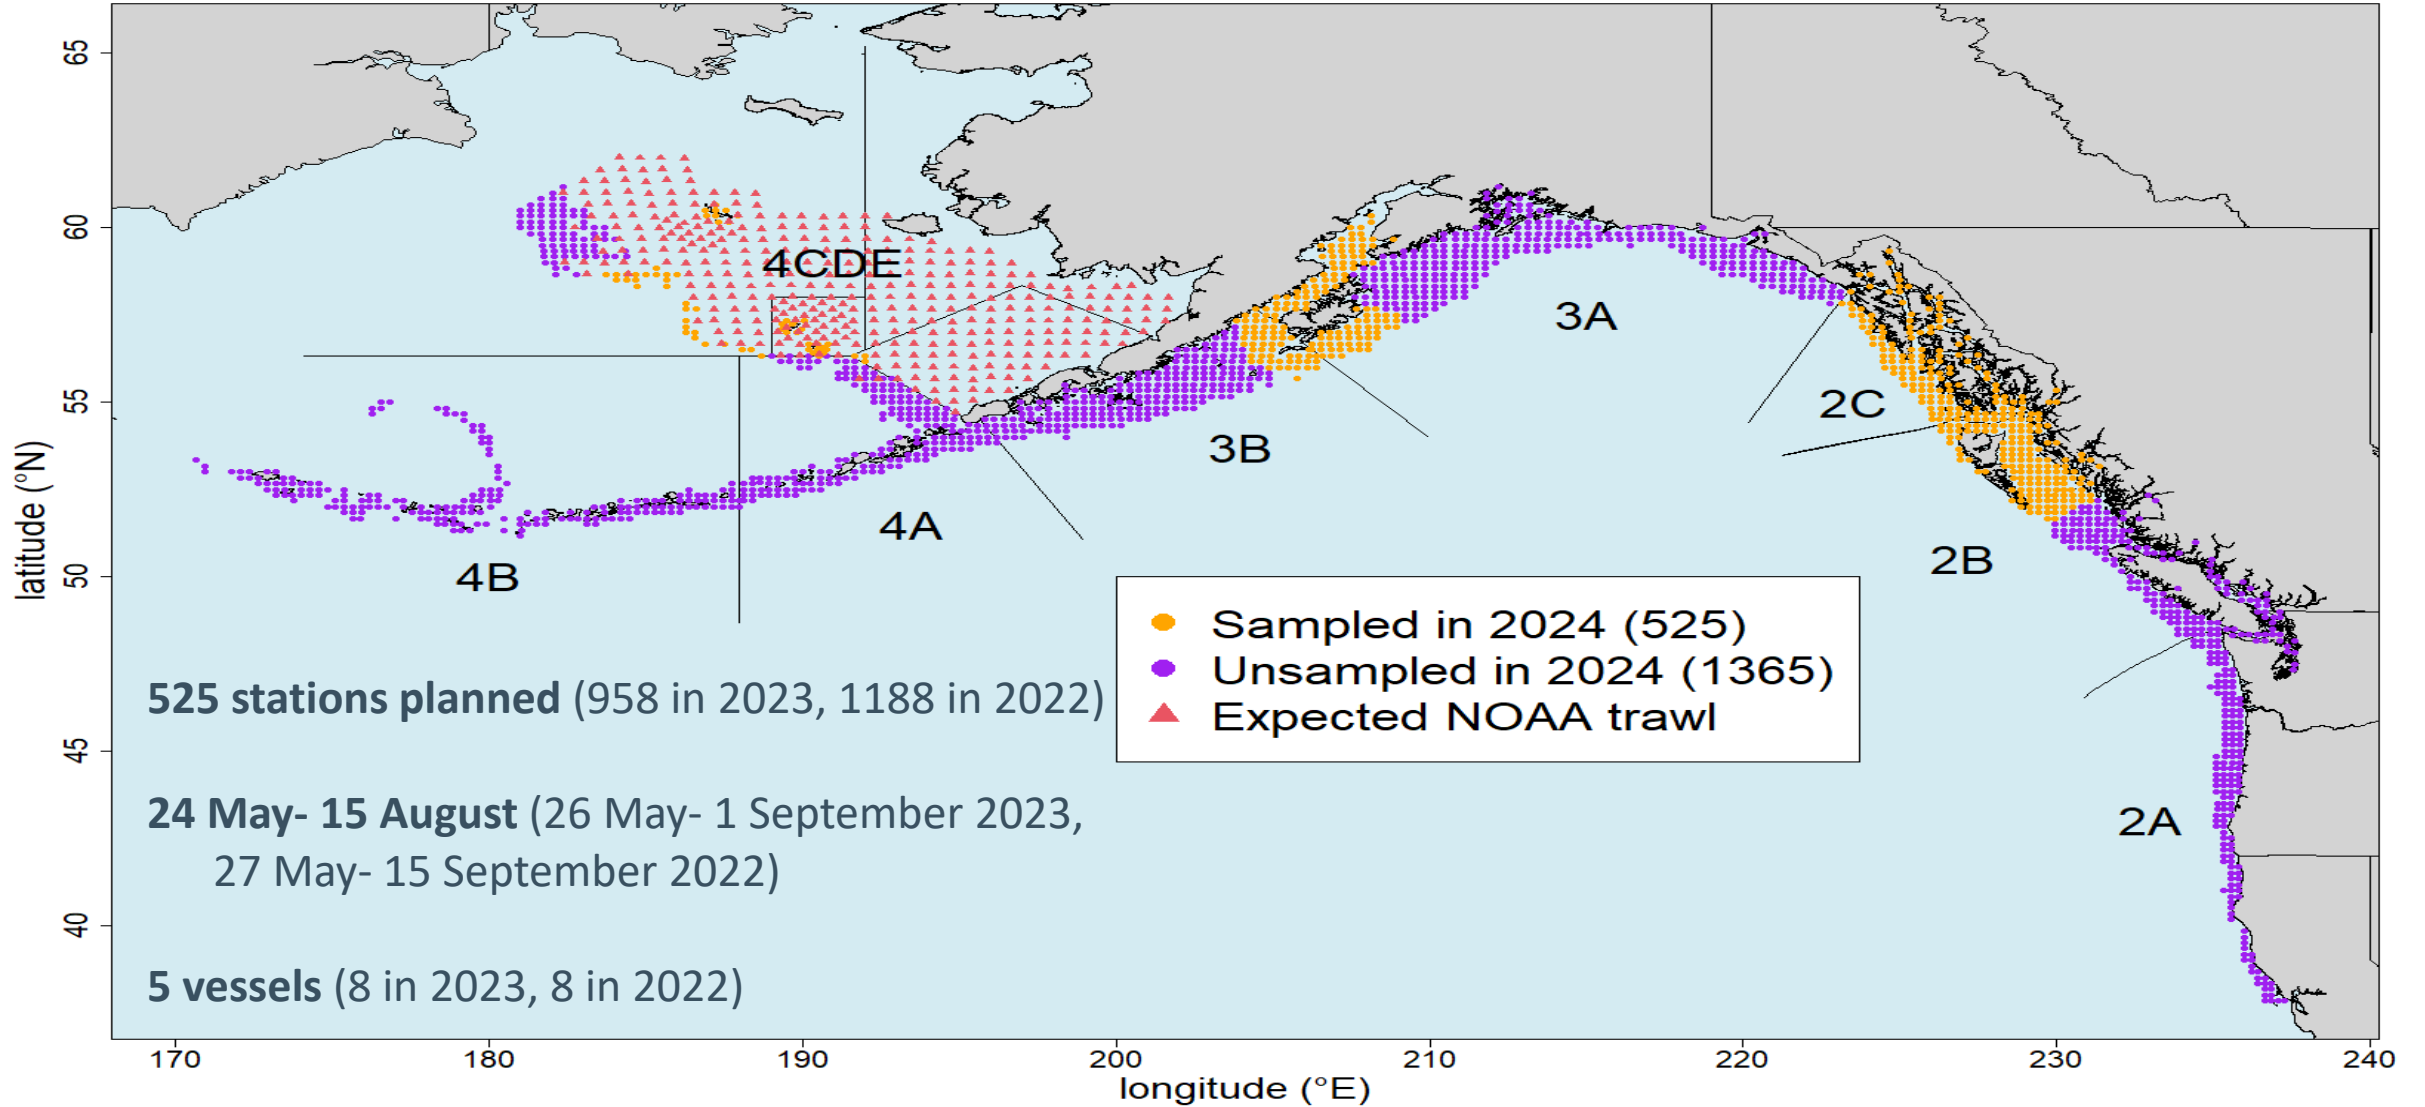 65
60
55
50
45
40
latitude (°N)
4CDE
3A
2C
3B
4A
4B
2B
2A
Sampled in 2024 (525)
Unsampled in 2024 (1365)
Expected NOAA trawl
525 stations planned (958 in 2023, 1188 in 2022)
24 May- 15 August (26 May- 1 September 2023,
27 May- 15 September 2022)
5 vessels (8 in 2023, 8 in 2022)
170 180 190 200 210 220 230 240
longitude (°E)